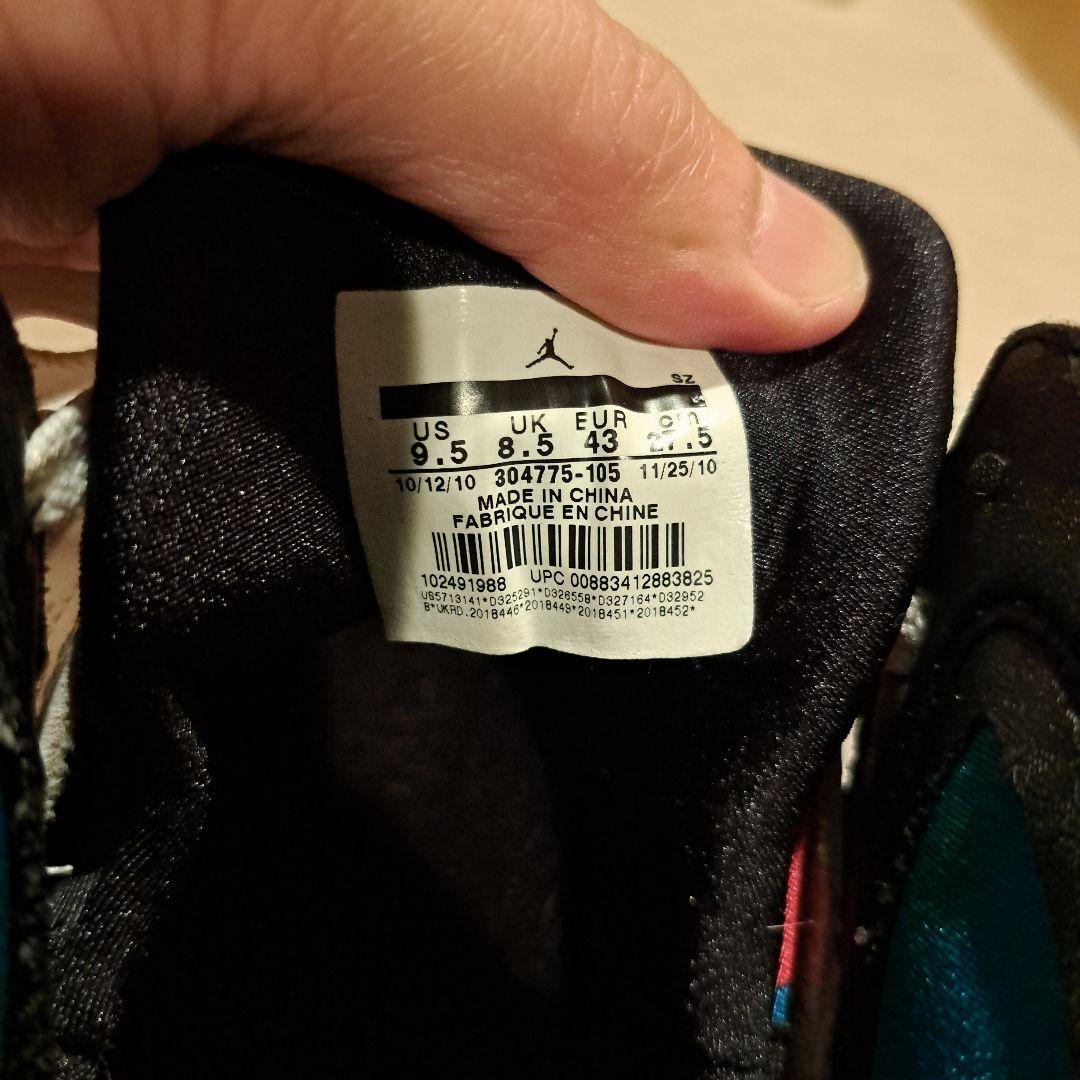 SZ
US UK EUR cm
9.5 8.5 43 27.5
10/12/10 304775-105 11/25/10
MADE IN CHINA
FABRIQUE EN CHINE
102491988 UPC 00883412883825
US5713141*D325291*D326558*D327164*D32952
8*UKRD.2018446*2018449*2018451*2018452*